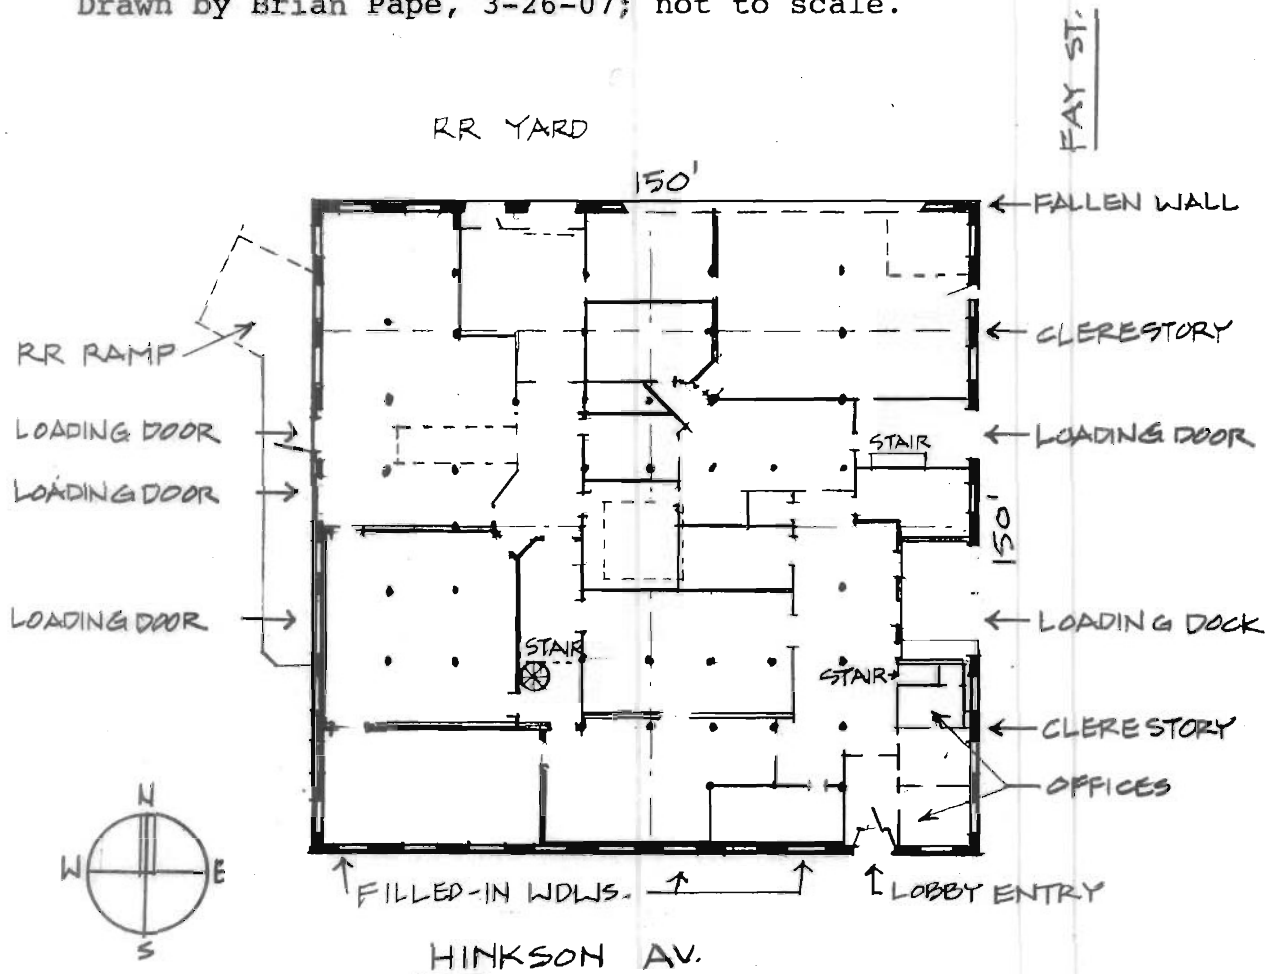 Drawn by Brian Pape, 3-26-07; not to scale.
FAY ST.
RR YARD
150'
FALLEN WALL
CLERESTORY
RR RAMP
LOADING DOOR
LOADING DOOR
STAIR
LOADING DOOR
150'
LOADING DOOR
LOADING DOCK
STAIR
STAIR
CLERESTORY
OFFICES
N
W E
S
FILLED-IN WDWS.
LOBBY ENTRY
HINKSON AV.